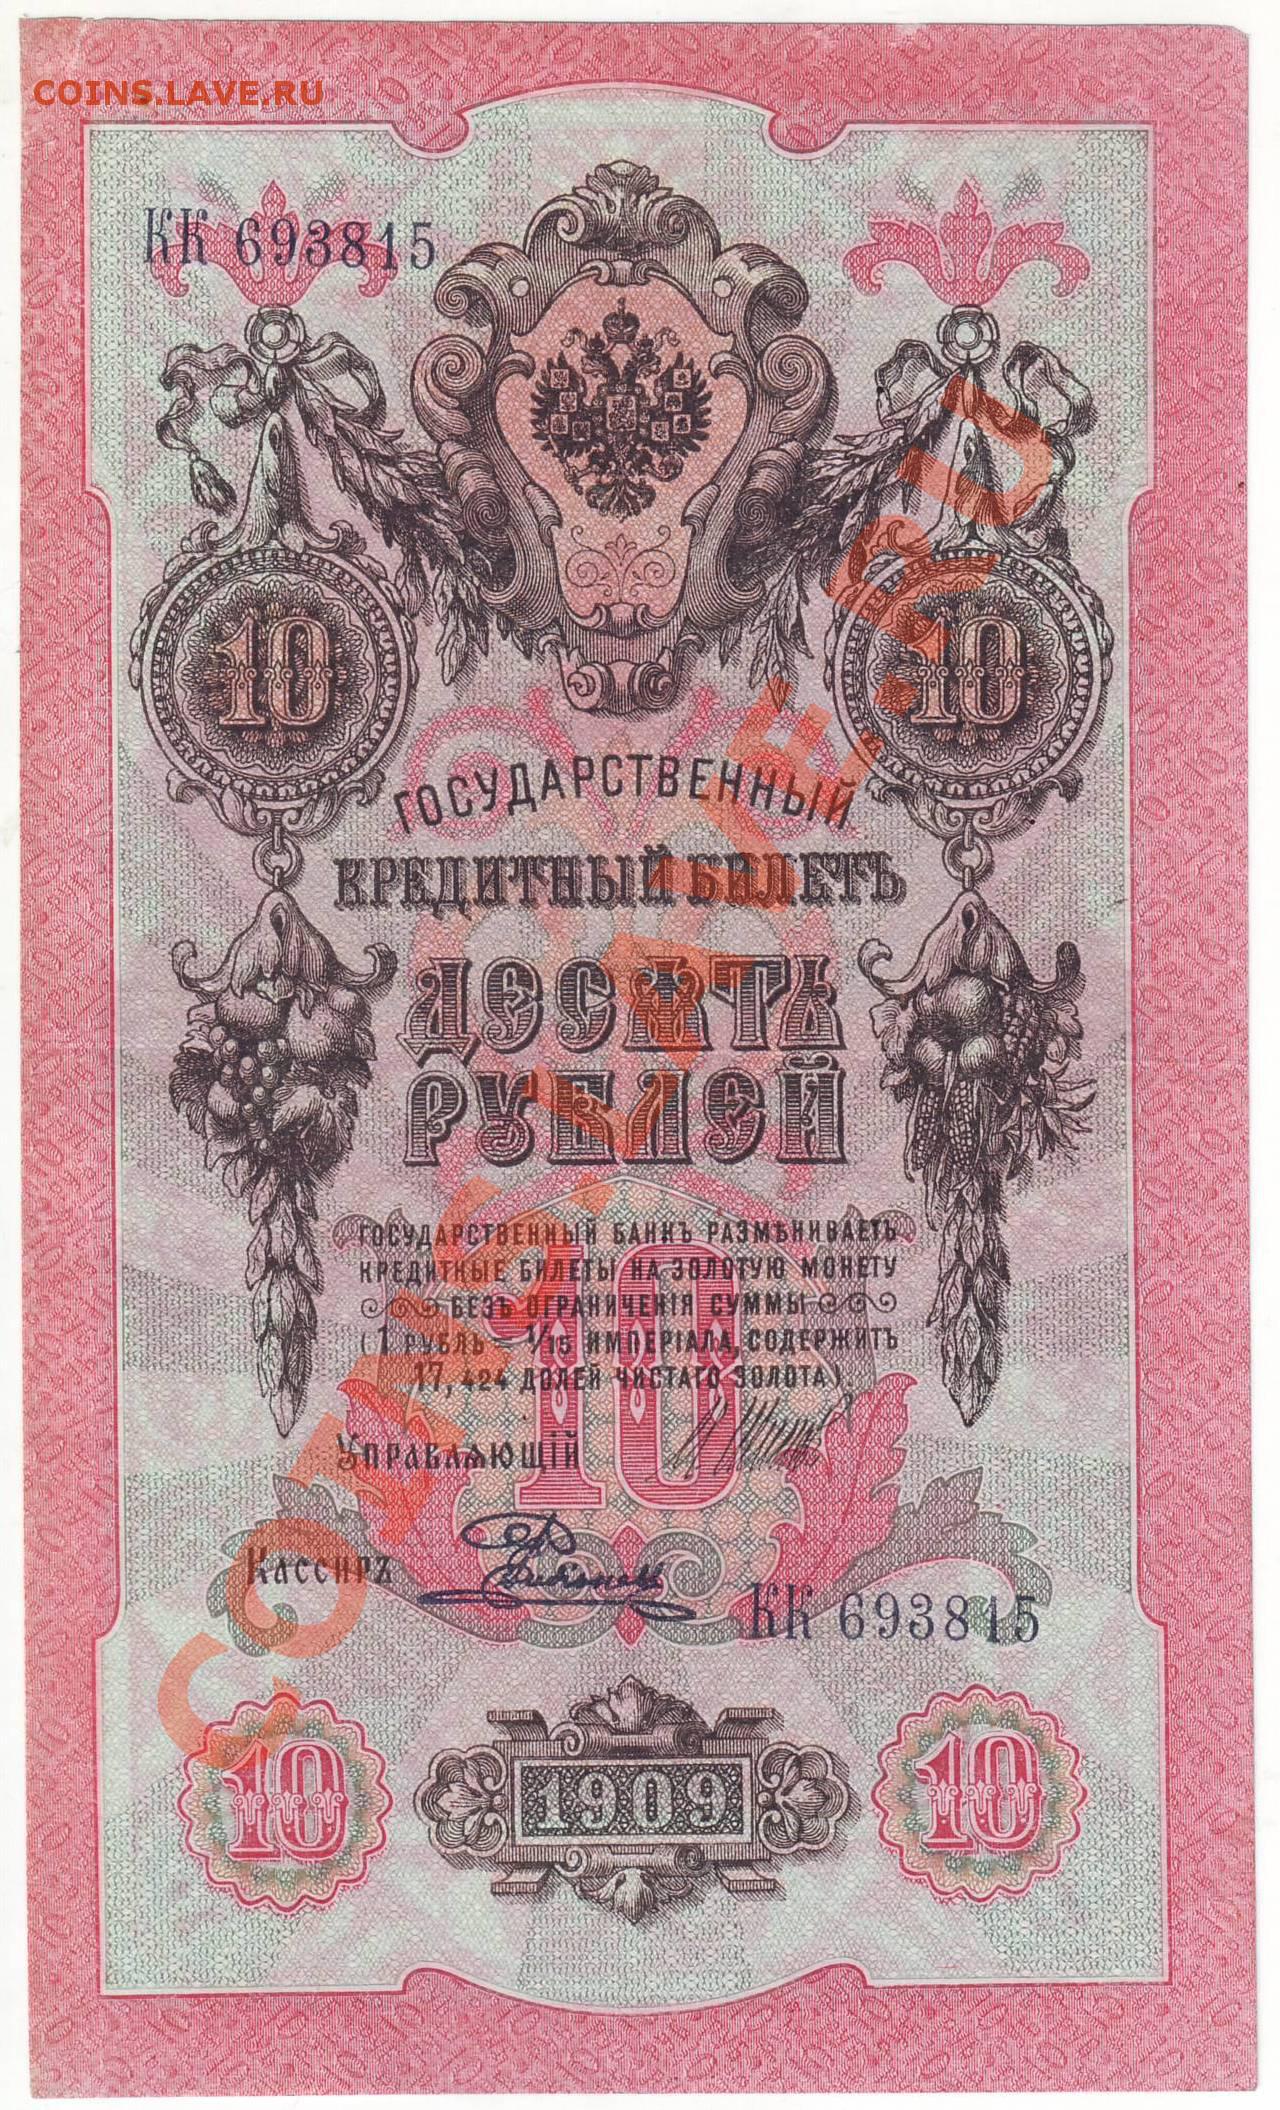 COINS.LAVE.RU
КК 693815
10 10
ГОСУДАРСТВЕННЫЙ
КРЕДИТНЫЙ БИЛЕТЪ
ДЕСѦТЬ
РУБЛЕЙ
ГОСУДАРСТВЕННЫЙ БАНКЪ РАЗМѢНИВАЕТЪ
КРЕДИТНЫЕ БИЛЕТЫ НА ЗОЛОТУЮ МОНЕТУ
БЕЗЪ ОГРАНИЧЕНІЯ СУММЫ
(1 РУБЛЬ = 1/15 ИМПЕРІАЛА, СОДЕРЖИТЪ
17,424 ДОЛЕЙ ЧИСТАГО ЗОЛОТА).
10
УПРАВЛѦЮЩІЙ
КАССИРЪ
КК 693815
10 1909 10
COINS.LAVE.RU